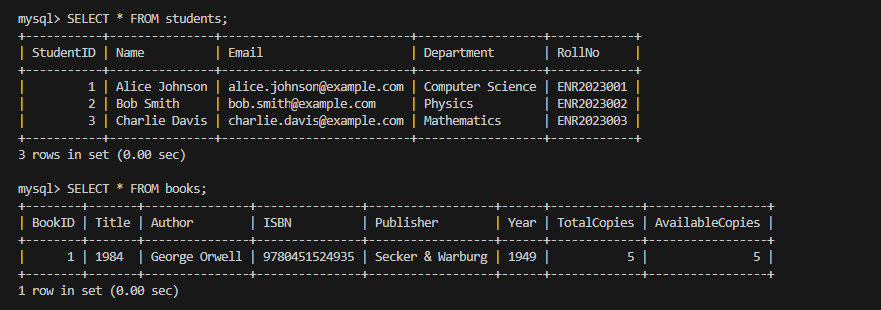 mysql> SELECT * FROM students;
+-----------+---------------+---------------------------+------------------+------------+
| StudentID | Name          | Email                     | Department       | RollNo     |
+-----------+---------------+---------------------------+------------------+------------+
|         1 | Alice Johnson | alice.johnson@example.com | Computer Science | ENR2023001 |
|         2 | Bob Smith     | bob.smith@example.com     | Physics          | ENR2023002 |
|         3 | Charlie Davis | charlie.davis@example.com | Mathematics      | ENR2023003 |
+-----------+---------------+---------------------------+------------------+------------+
3 rows in set (0.00 sec)
mysql> SELECT * FROM books;
+--------+-------+---------------+---------------+------------------+------+-------------+-----------------+
| BookID | Title | Author        | ISBN          | Publisher        | Year | TotalCopies | AvailableCopies |
+--------+-------+---------------+---------------+------------------+------+-------------+-----------------+
|      1 | 1984  | George Orwell | 9780451524935 | Secker & Warburg | 1949 |           5 |               5 |
+--------+-------+---------------+---------------+------------------+------+-------------+-----------------+
1 row in set (0.00 sec)